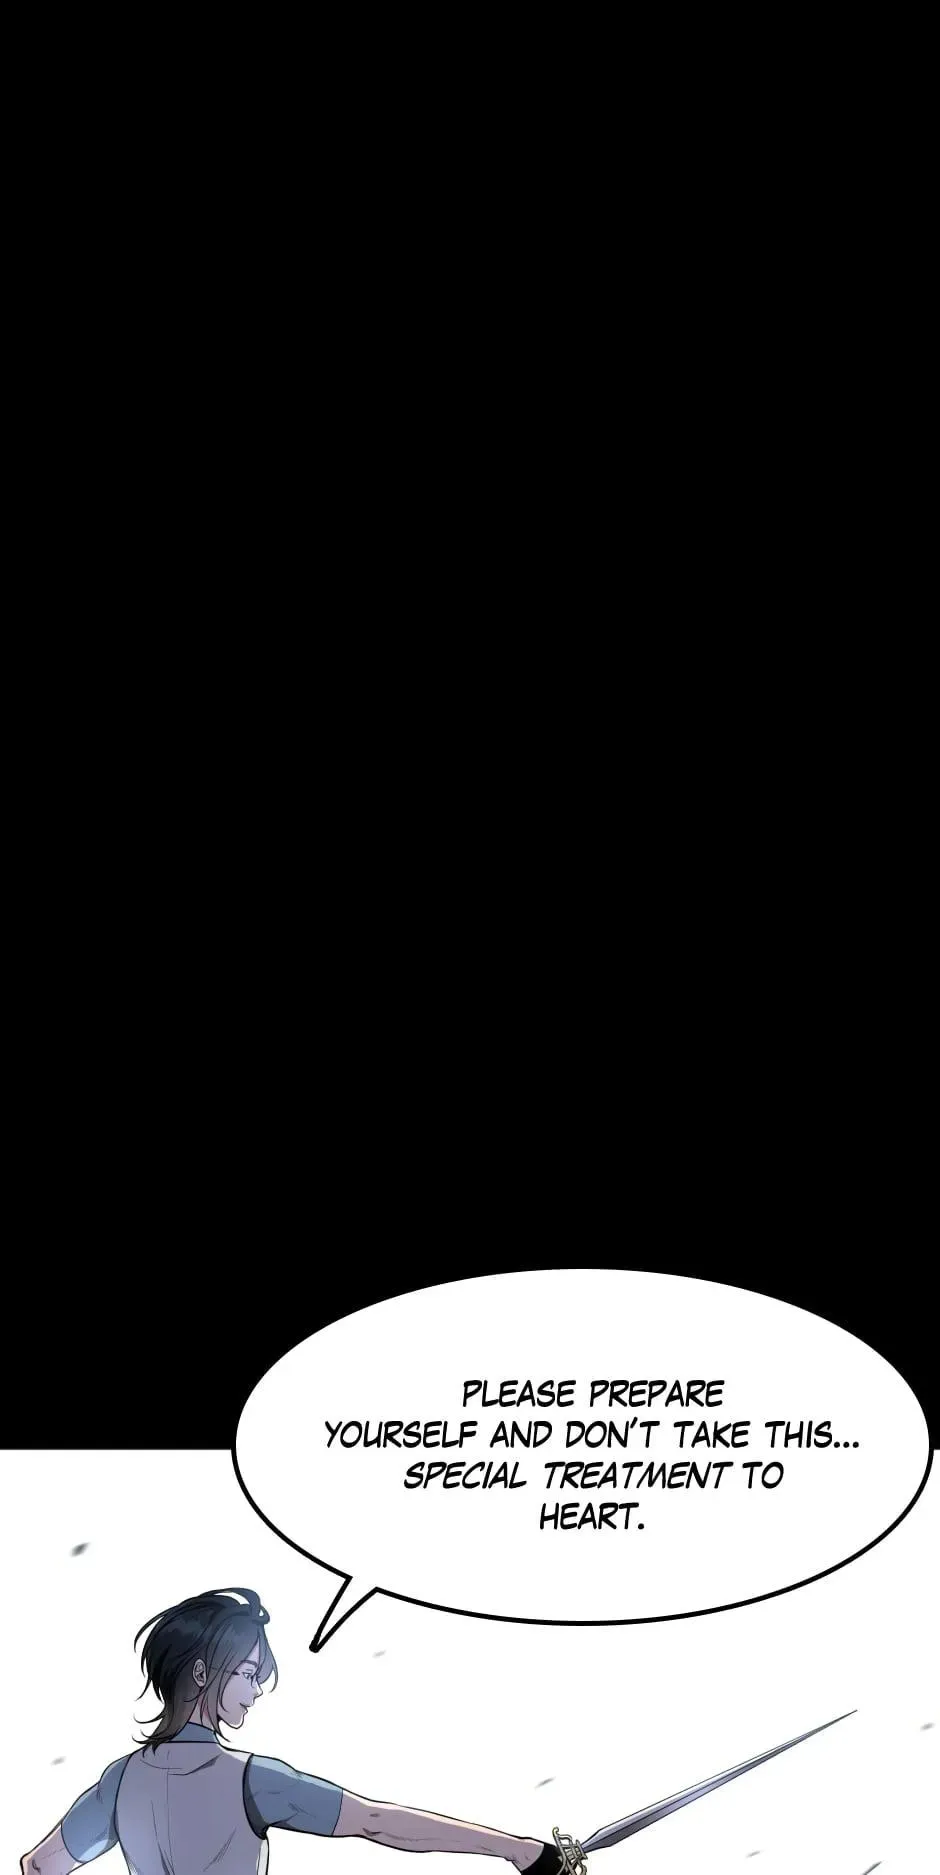 PLEASE PREPARE
YOURSELF AND DON'T TAKE THIS...
SPECIAL TREATMENT TO
HEART.